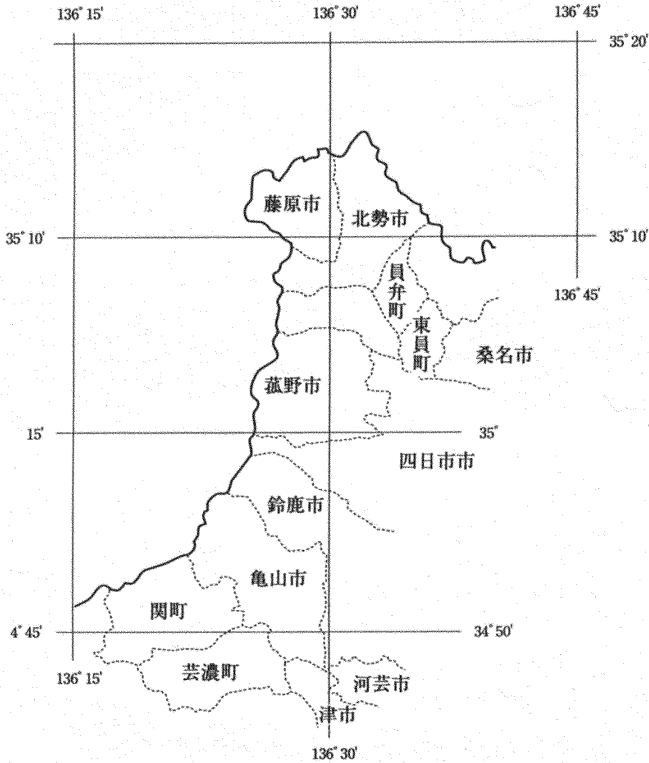 136° 15'
136° 30'
136° 45'
35° 20'
藤原市
北勢市
35° 10'
35° 10'
員弁町
136° 45'
東員町
桑名市
菰野市
15'
35°
四日市市
鈴鹿市
亀山市
関町
4° 45'
34° 50'
芸濃町
136° 15'
河芸市
津市
136° 30'